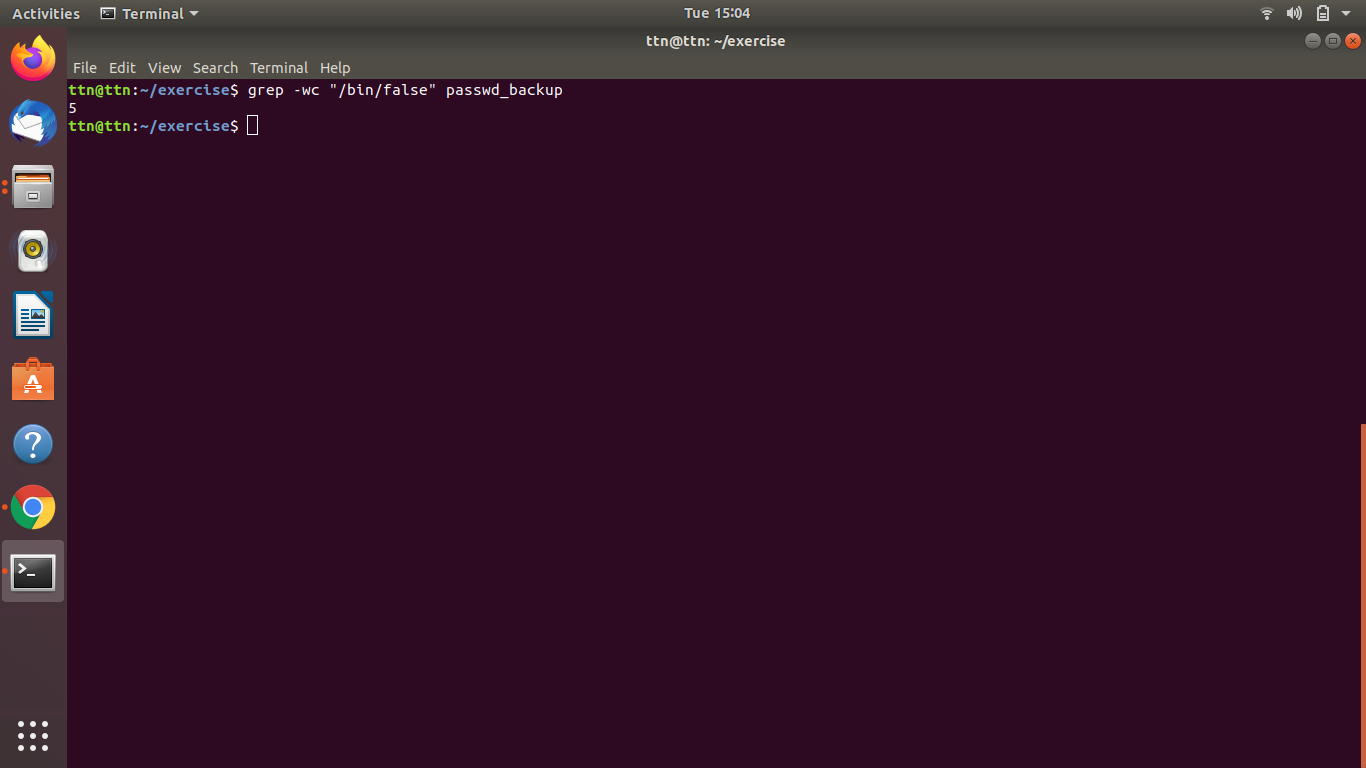 Activities Terminal Tue 15:04
ttn@ttn: ~/exercise
File Edit View Search Terminal Help
ttn@ttn:~/exercise$ grep -wc "/bin/false" passwd_backup
5
ttn@ttn:~/exercise$